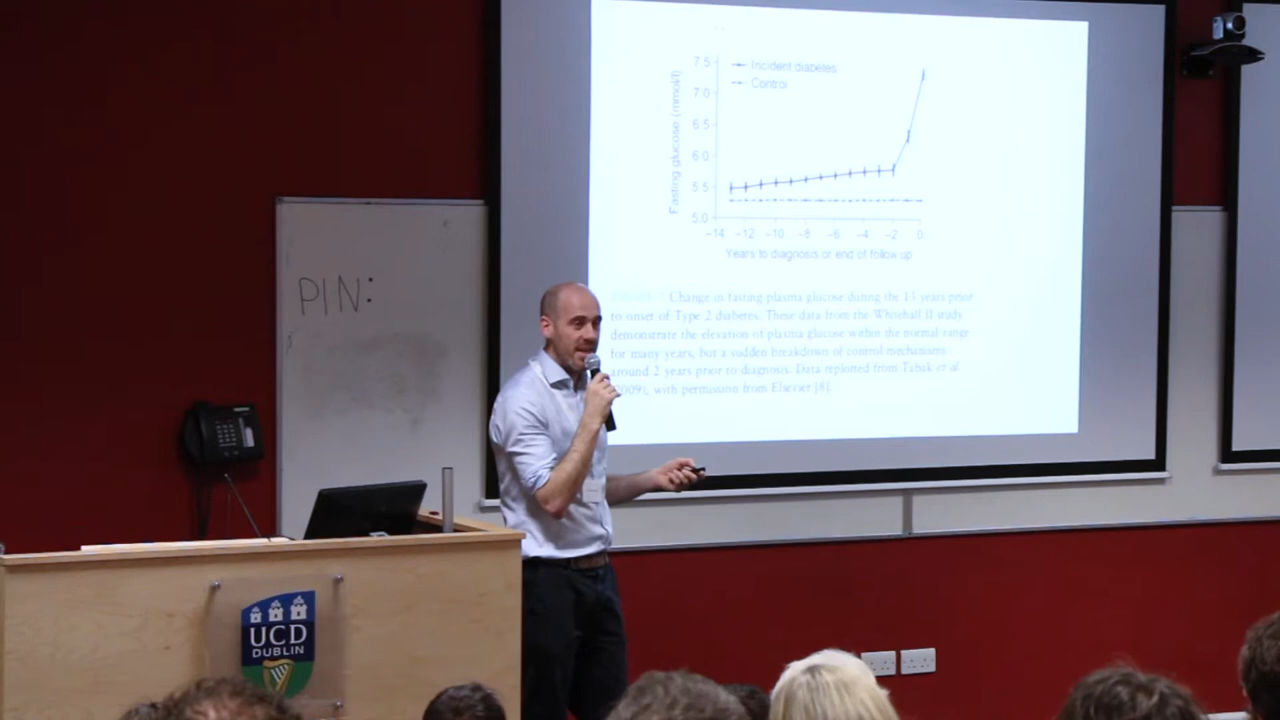 7.5
Incident diabetes
Control
7.0
6.5
6.0
5.5
5.0
Fasting glucose (mmol/l)
–14 –12 –10 –8 –6 –4 –2 0
Years to diagnosis or end of follow up
Change in fasting plasma glucose during the 13 years prior
to onset of Type 2 diabetes. These data from the Whitehall II study
demonstrate the elevation of plasma glucose within the normal range
for many years, but a sudden breakdown of control mechanisms
around 2 years prior to diagnosis. Data replotted from Tabak et al
(2009), with permission from Elsevier [8].
PIN:
UCD
DUBLIN